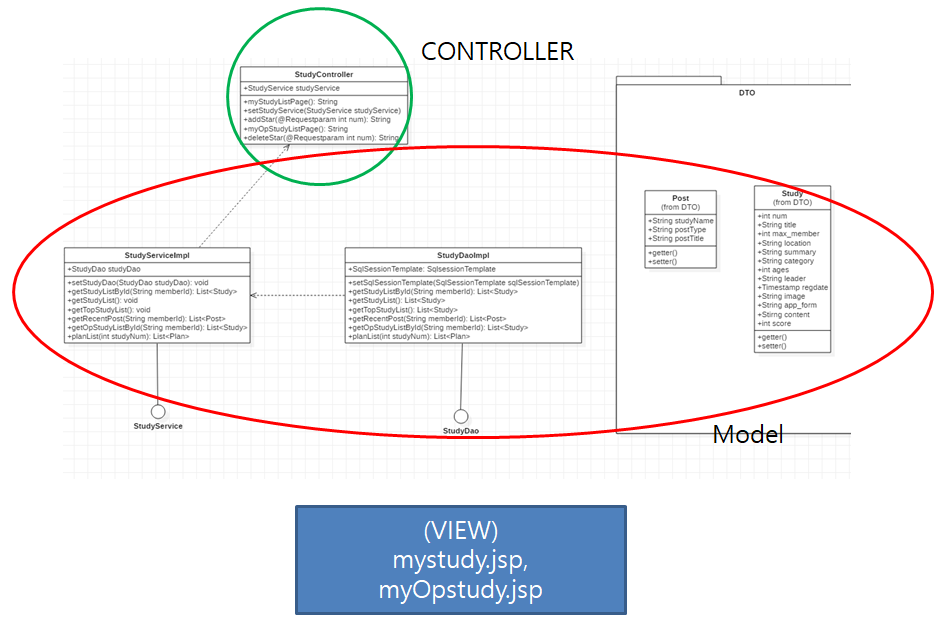 CONTROLLER
StudyController
+StudyService studyService
+myStudyListPage(): String
+setStudyService(StudyService studyService)
+addStar(@Requestparam int num): String
+myOpStudyListPage(): String
+deleteStar(@Requestparam int num): String
DTO
Post
(from DTO)
+String studyName
+String postType
+String postTitle
+getter()
+setter()
Study
(from DTO)
+int num
+String title
+int max_member
+String location
+String summary
+String category
+int ages
+String leader
+Timestamp regdate
+String image
+String app_form
+Stirng content
+int score
+getter()
+setter()
StudyServiceImpl
+StudyDao studyDao
+setStudyDao(StudyDao studyDao): void
+getStudyListById(String memberId): List<Study>
+getStudyList(): void
+getTopStudyList(): void
+getRecentPost(String memberId): List<Post>
+getOpStudyListById(String memberId): List<Study>
+planList(int studyNum): List<Plan>
StudyDaoImpl
+SqlSessionTemplate: SqlsessionTemplate
+setSqlSessionTemplate(SqlSessionTemplate sqlSessionTemplate)
+getStudyListById(String memberId): List<Study>
+getStudyList(): List<Study>
+getTopStudyList(): List<Study>
+getRecentPost(String memberId): List<Post>
+getOpStudyListById(String memberId): List<Study>
+planList(int studyNum): List<Plan>
StudyService
StudyDao
Model
(VIEW)
mystudy.jsp,
myOpstudy.jsp